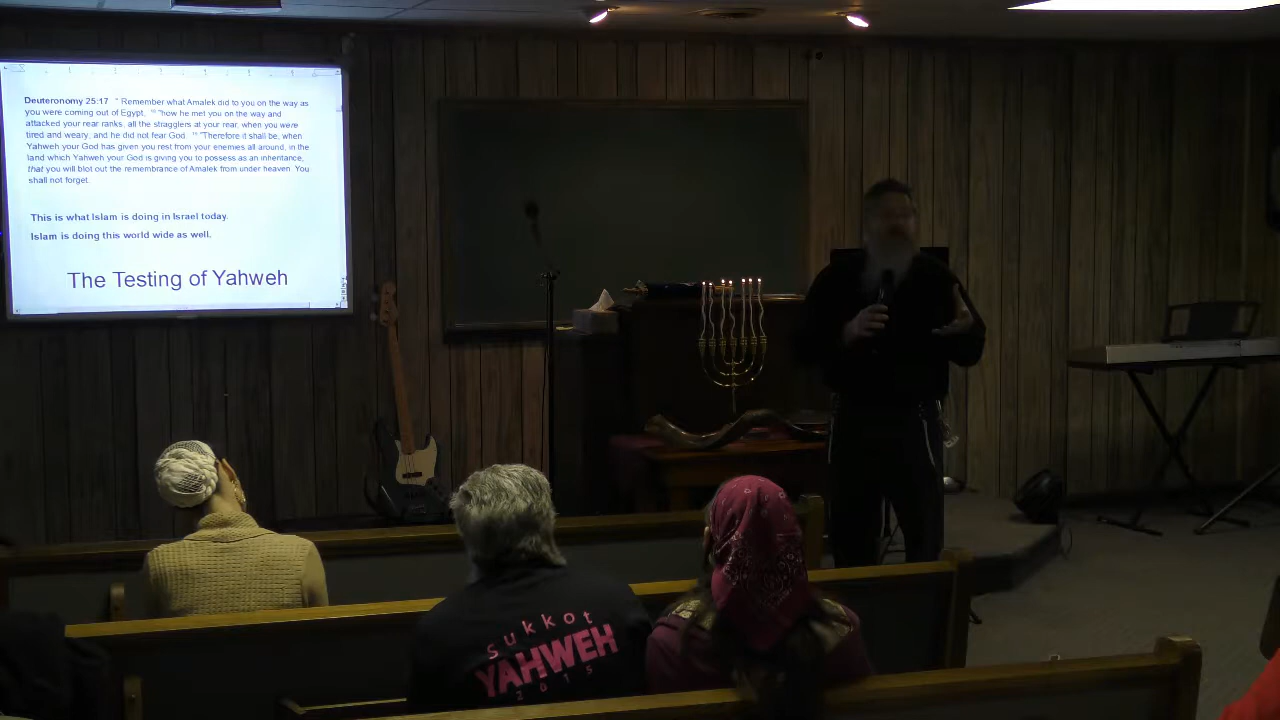 Deuteronomy 25:17 " Remember what Amalek did to you on the way as
you were coming out of Egypt, 18 "how he met you on the way and
attacked your rear ranks, all the stragglers at your rear, when you were
tired and weary, and he did not fear God. 19 "Therefore it shall be, when
Yahweh your God has given you rest from your enemies all around, in the
land which Yahweh your God is giving you to possess as an inheritance,
that you will blot out the remembrance of Amalek from under heaven. You
shall not forget.
This is what Islam is doing in Israel today.
Islam is doing this world wide as well.
The Testing of Yahweh
sukkot
YAHWEH
2015